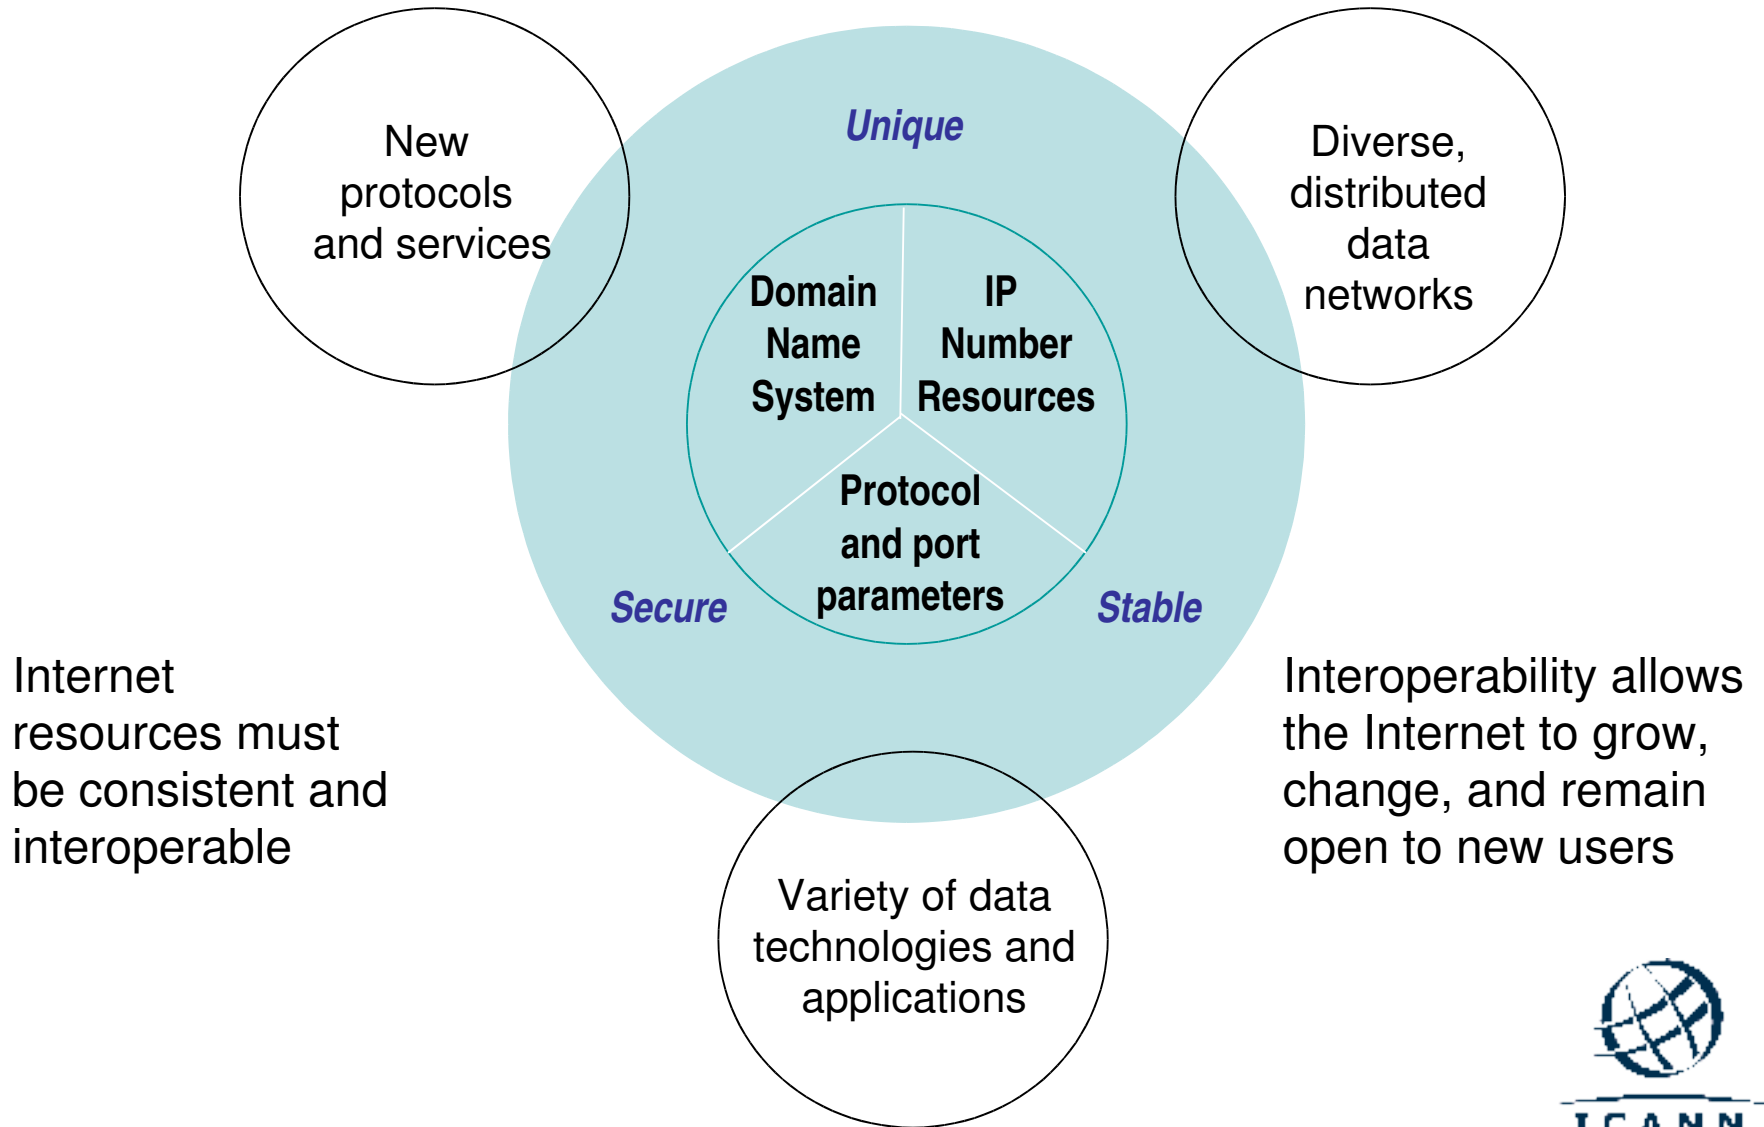 Unique
New
protocols
and services
Diverse,
distributed
data
networks
Domain
Name
System
IP
Number
Resources
Protocol
and port
parameters
Secure
Stable
Internet
resources must
be consistent and
interoperable
Interoperability allows
the Internet to grow,
change, and remain
open to new users
Variety of data
technologies and
applications
ICANN